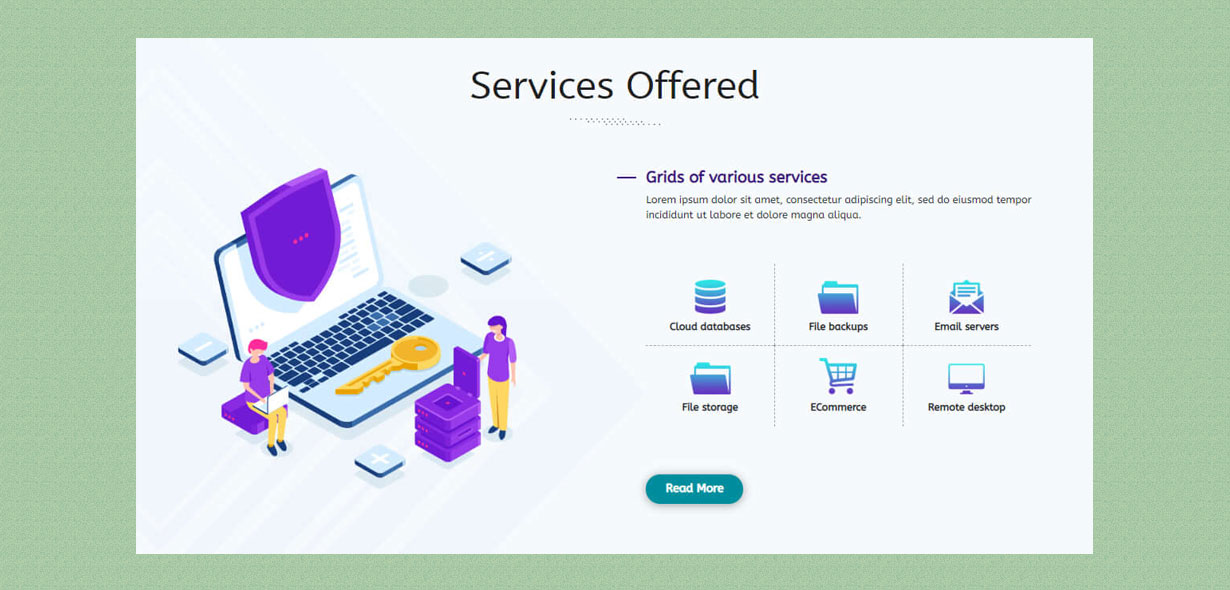 Services Offered
Grids of various services
Lorem ipsum dolor sit amet, consectetur adipiscing elit, sed do eiusmod tempor
incididunt ut labore et dolore magna aliqua.
Cloud databases
File backups
Email servers
File storage
ECommerce
Remote desktop
Read More